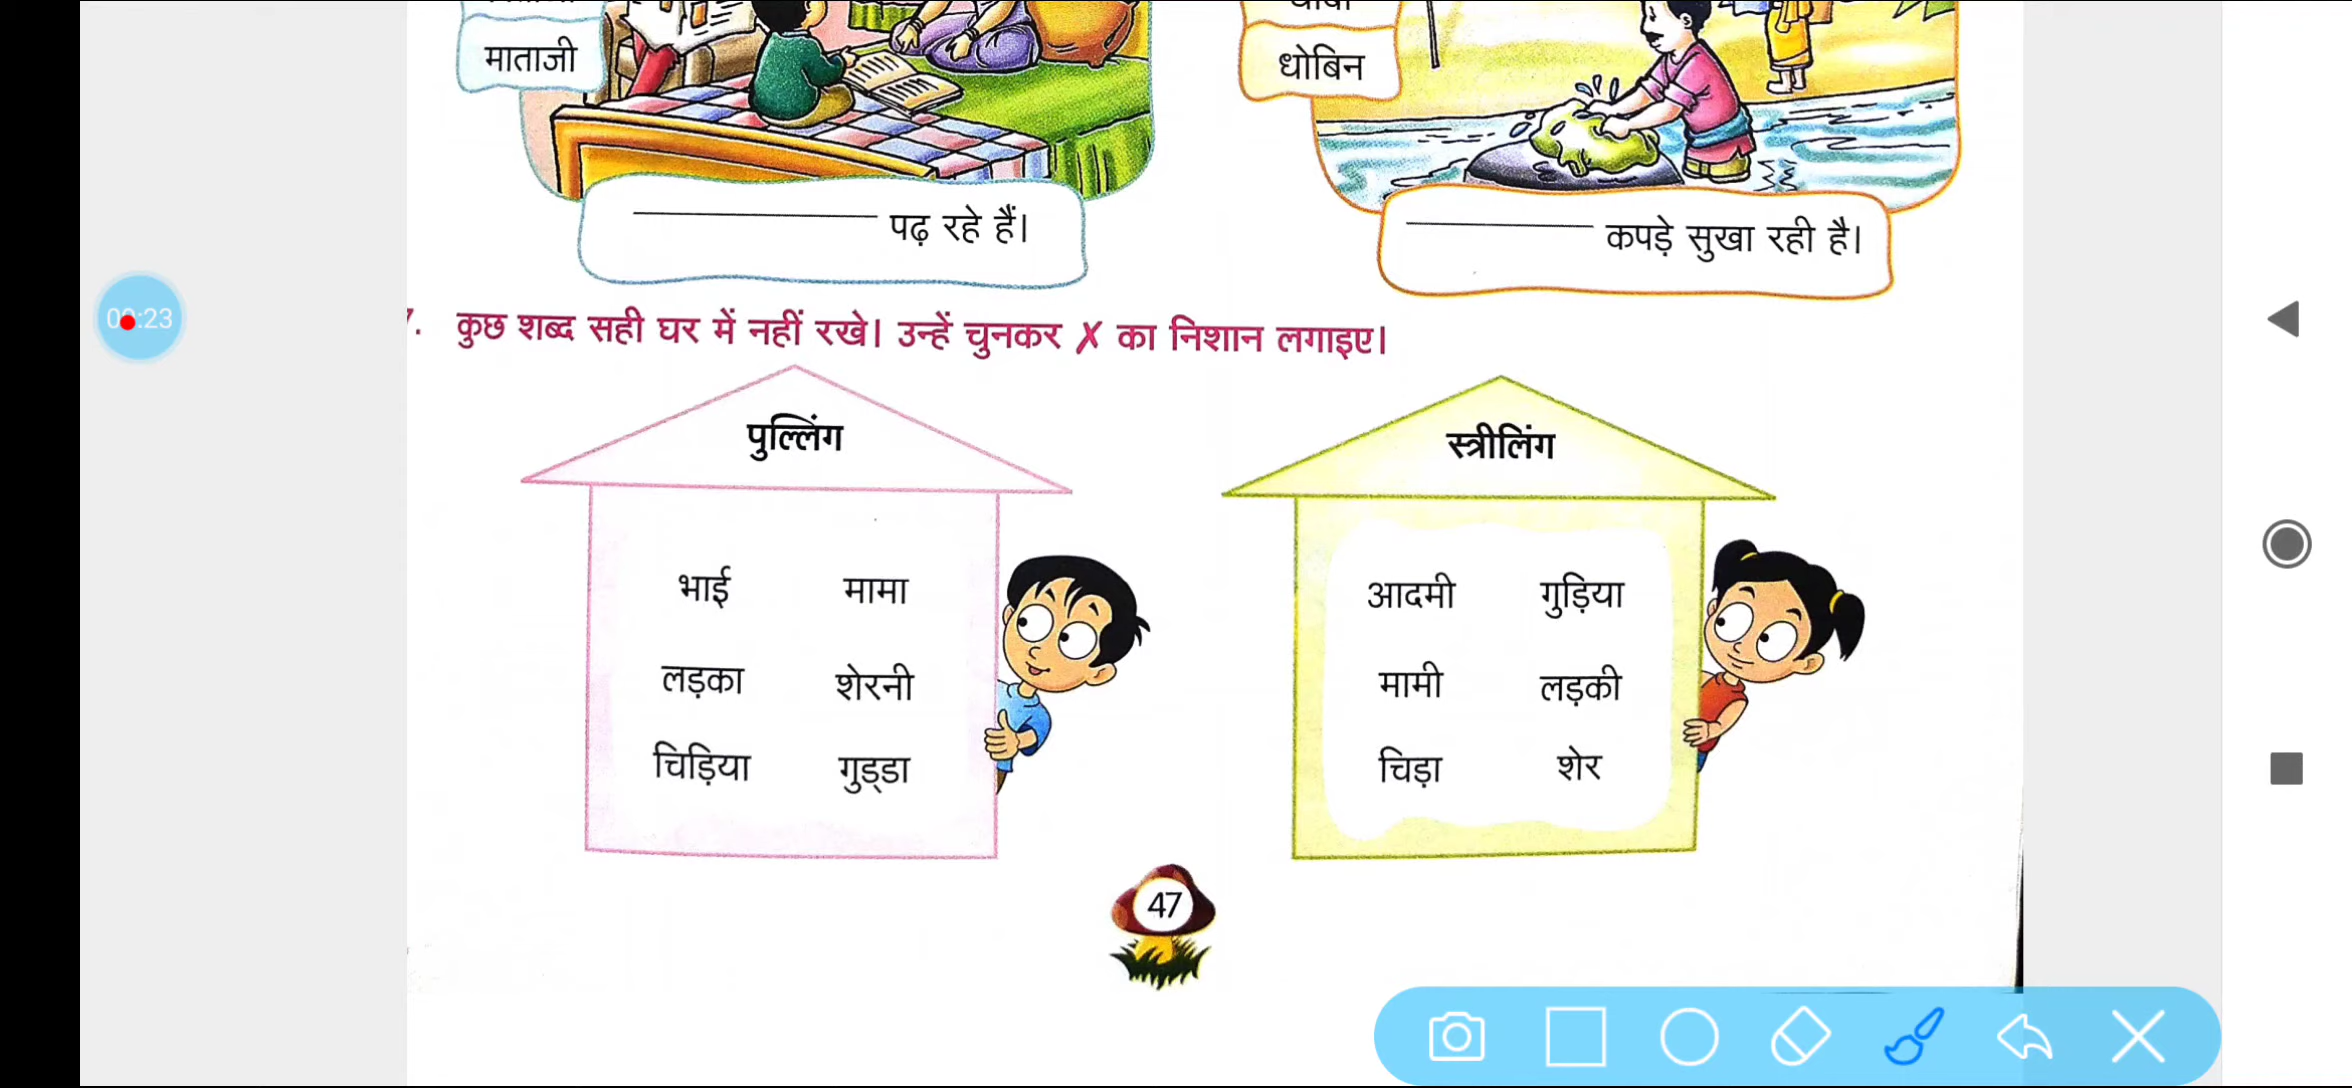 माताजी
धोबिन
पढ़ रहे हैं।
कपड़े सुखा रही है।
कुछ शब्द सही घर में नहीं रखे। उन्हें चुनकर ✗ का निशान लगाइए।
पुल्लिंग
स्त्रीलिंग
भाई मामा
लड़का शेरनी
चिड़िया गुड्डा
आदमी गुड़िया
मामी लड़की
चिड़ा शेर
47